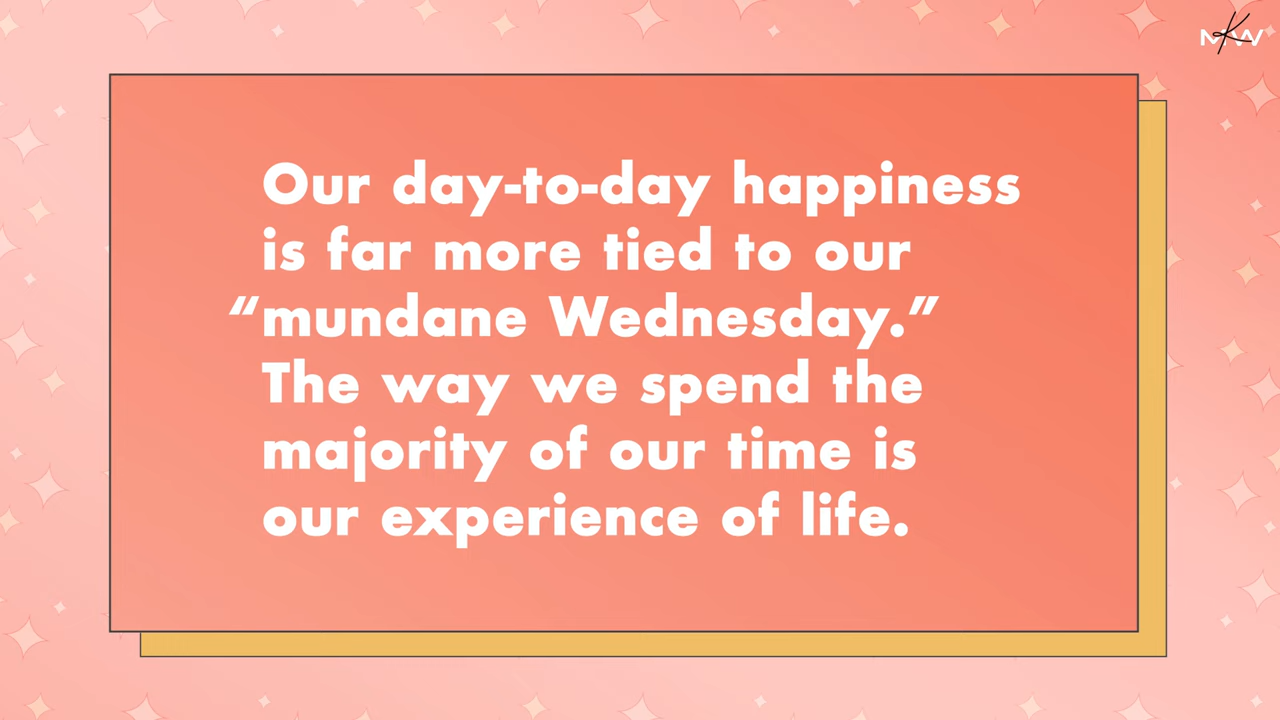 MKW
Our day-to-day happiness
is far more tied to our
“mundane Wednesday.”
The way we spend the
majority of our time is
our experience of life.